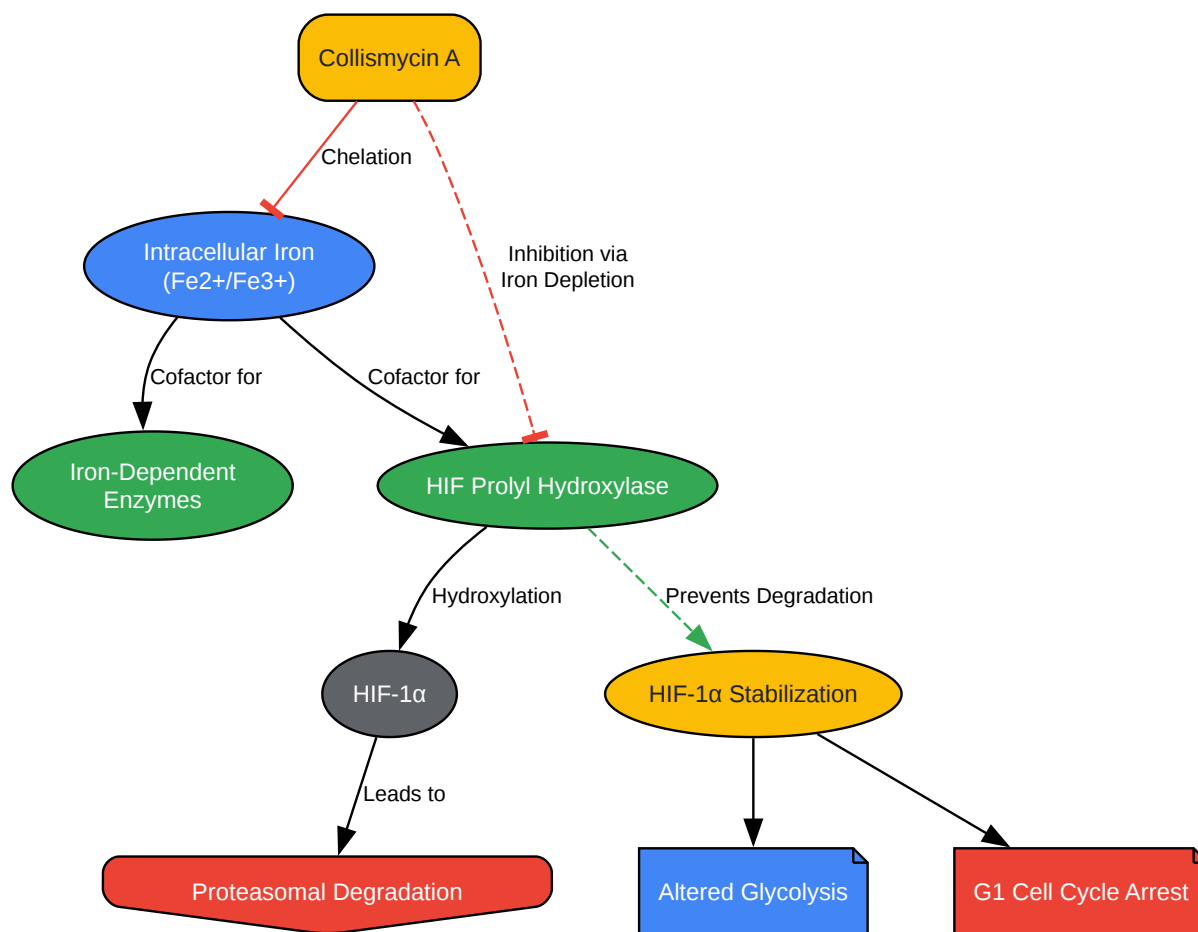 Collismycin A
Chelation
Intracellular Iron
(Fe2+/Fe3+)
Inhibition via
Iron Depletion
Cofactor for
Cofactor for
Iron-Dependent
Enzymes
HIF Prolyl Hydroxylase
Hydroxylation
Prevents Degradation
HIF-1α
HIF-1α Stabilization
Leads to
Proteasomal Degradation
Altered Glycolysis
G1 Cell Cycle Arrest